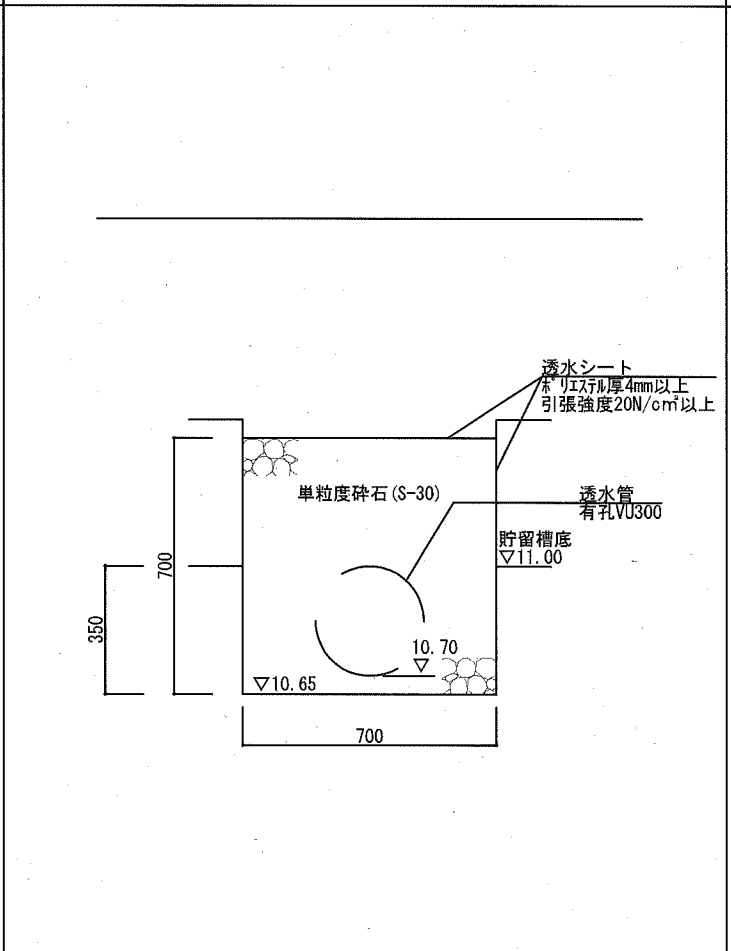 透水シート
ポリエステル厚4mm以上
引張強度20N/c㎡以上
単粒度砕石(S-30)
透水管
有孔VU300
貯留槽底
▽11.00
700
350
10.70
▽
▽10.65
700